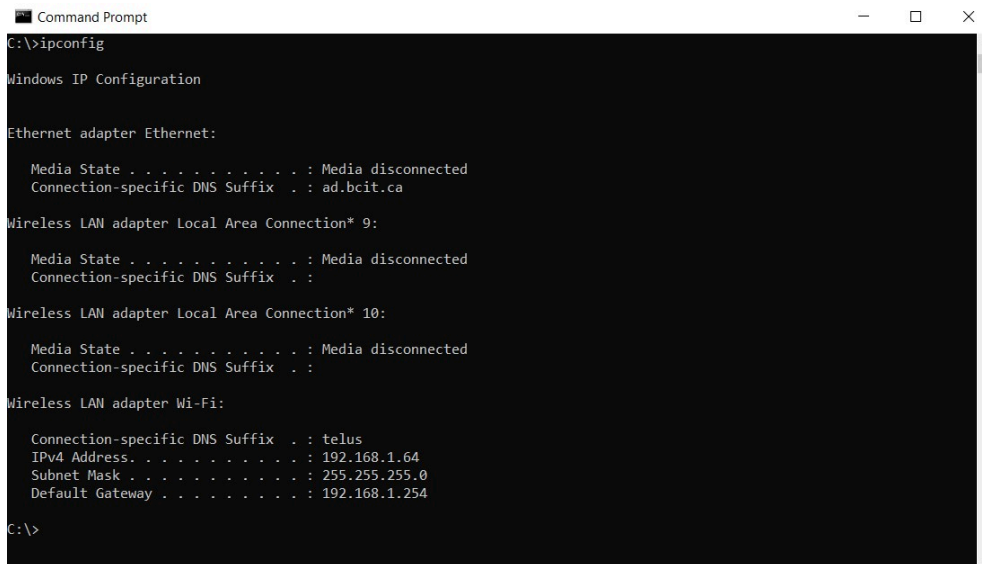 Command Prompt
C:\>ipconfig
Windows IP Configuration
Ethernet adapter Ethernet:
Media State . . . . . . . . . . . : Media disconnected
Connection-specific DNS Suffix  . : ad.bcit.ca
Wireless LAN adapter Local Area Connection* 9:
Media State . . . . . . . . . . . : Media disconnected
Connection-specific DNS Suffix  . :
Wireless LAN adapter Local Area Connection* 10:
Media State . . . . . . . . . . . : Media disconnected
Connection-specific DNS Suffix  . :
Wireless LAN adapter Wi-Fi:
Connection-specific DNS Suffix  . : telus
IPv4 Address. . . . . . . . . . . : 192.168.1.64
Subnet Mask . . . . . . . . . . . : 255.255.255.0
Default Gateway . . . . . . . . . : 192.168.1.254
C:\>